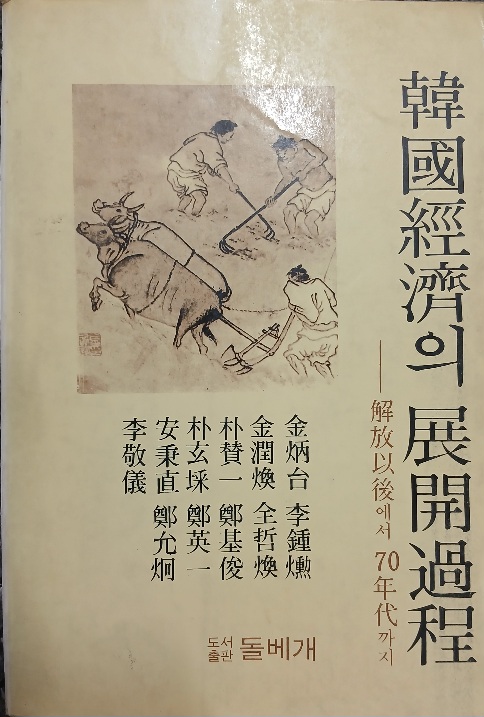 韓國經濟의 展開過程
——解放以後에서 70年代까지
金炳台 李鍾燻
金潤煥 全哲煥
朴賛一 鄭基俊
朴玄埰 鄭英一
安秉直 鄭允炯
李敬儀
도서출판 돌베개